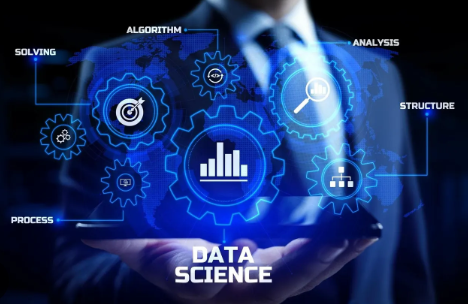 ALGORITHM
ANALYSIS
SOLVING
STRUCTURE
PROCESS
DATA
SCIENCE